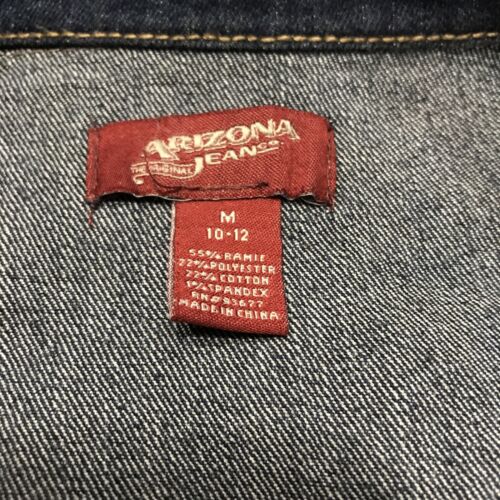 ARIZONA
THE ORIGINAL JEAN CO
M
10-12
55% RAMIE
22% POLYESTER
22% COTTON
1% SPANDEX
RN# 93677
MADE IN CHINA